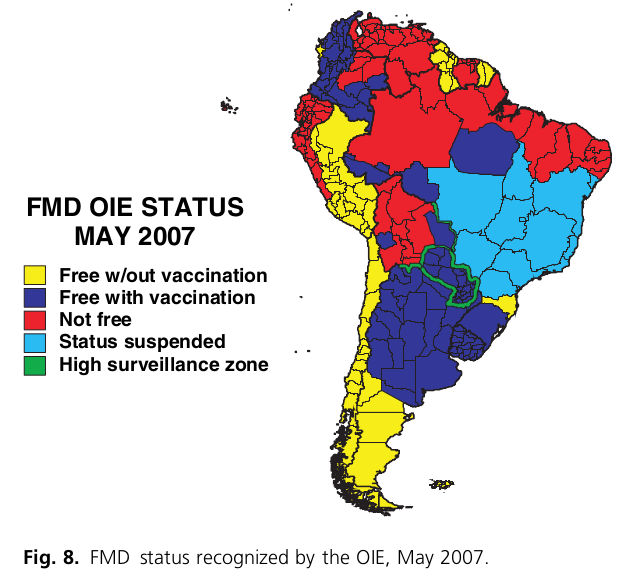 FMD OIE STATUS
MAY 2007
Free w/out vaccination
Free with vaccination
Not free
Status suspended
High surveillance zone
Fig. 8. FMD status recognized by the OIE, May 2007.